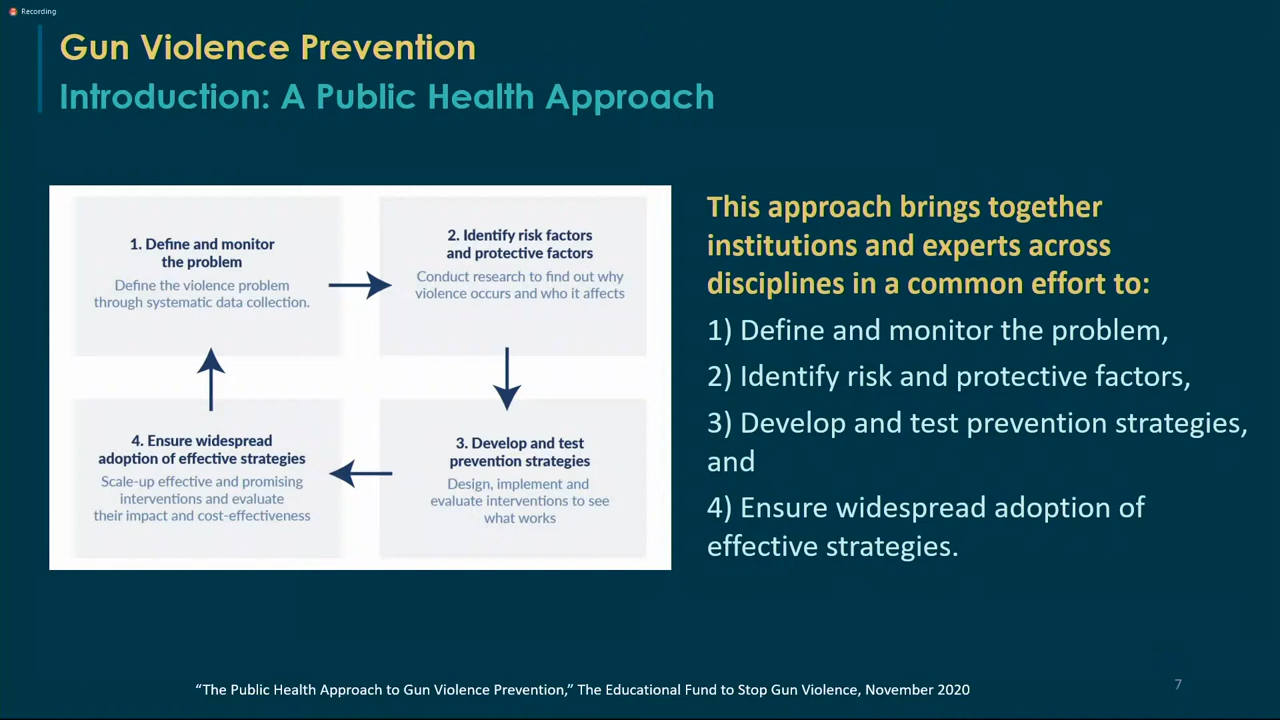 Recording
Gun Violence Prevention
Introduction: A Public Health Approach
1. Define and monitor
the problem
Define the violence problem
through systematic data collection.
2. Identify risk factors
and protective factors
Conduct research to find out why
violence occurs and who it affects
4. Ensure widespread
adoption of effective strategies
Scale-up effective and promising
interventions and evaluate
their impact and cost-effectiveness
3. Develop and test
prevention strategies
Design, implement and
evaluate interventions to see
what works
This approach brings together
institutions and experts across
disciplines in a common effort to:
1) Define and monitor the problem,
2) Identify risk and protective factors,
3) Develop and test prevention strategies,
and
4) Ensure widespread adoption of
effective strategies.
“The Public Health Approach to Gun Violence Prevention,” The Educational Fund to Stop Gun Violence, November 2020
7